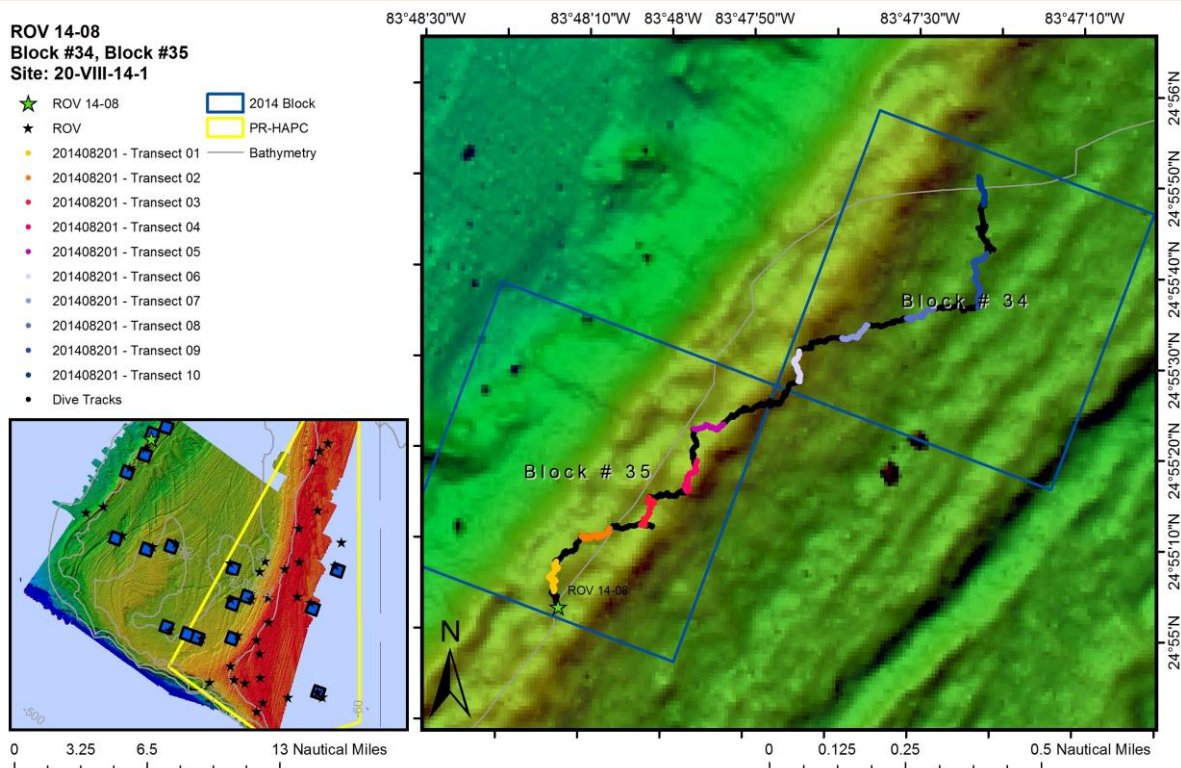 ROV 14-08
Block #34, Block #35
Site: 20-VIII-14-1
ROV 14-08
ROV
201408201 - Transect 01
201408201 - Transect 02
201408201 - Transect 03
201408201 - Transect 04
201408201 - Transect 05
201408201 - Transect 06
201408201 - Transect 07
201408201 - Transect 08
201408201 - Transect 09
201408201 - Transect 10
Dive Tracks
2014 Block
PR-HAPC
Bathymetry
83°48'30"W 83°48'10"W 83°48'W 83°47'50"W 83°47'30"W 83°47'10"W
24°56'N
24°55'50"N
24°55'40"N
24°55'30"N
24°55'20"N
24°55'10"N
24°55'N
Block # 34
Block # 35
ROV 14-08
N
-500
-60
0 3.25 6.5 13 Nautical Miles
0 0.125 0.25 0.5 Nautical Miles